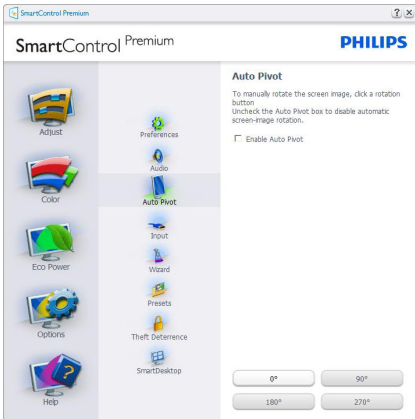 SmartControl Premium
? ×
SmartControl Premium
PHILIPS
Adjust
Color
Eco Power
Options
Help
Preferences
Audio
Auto Pivot
Input
Wizard
Presets
Theft Deterrence
SmartDesktop
Auto Pivot
To manually rotate the screen image, click a rotation
button
Uncheck the Auto Pivot box to disable automatic
screen-image rotation.
Enable Auto Pivot
0°
90°
180°
270°